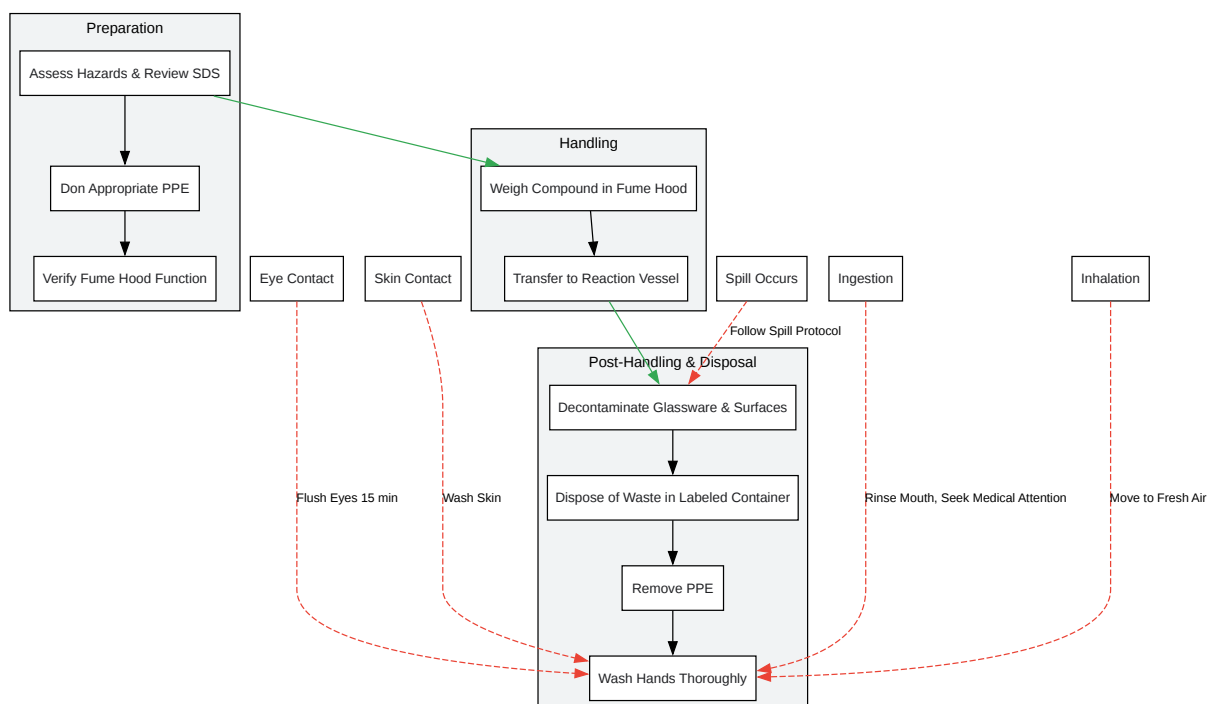 Preparation
Assess Hazards & Review SDS
Don Appropriate PPE
Verify Fume Hood Function
Handling
Weigh Compound in Fume Hood
Transfer to Reaction Vessel
Eye Contact
Skin Contact
Spill Occurs
Ingestion
Inhalation
Follow Spill Protocol
Post-Handling & Disposal
Decontaminate Glassware & Surfaces
Dispose of Waste in Labeled Container
Flush Eyes 15 min
Wash Skin
Rinse Mouth, Seek Medical Attention
Move to Fresh Air
Remove PPE
Wash Hands Thoroughly